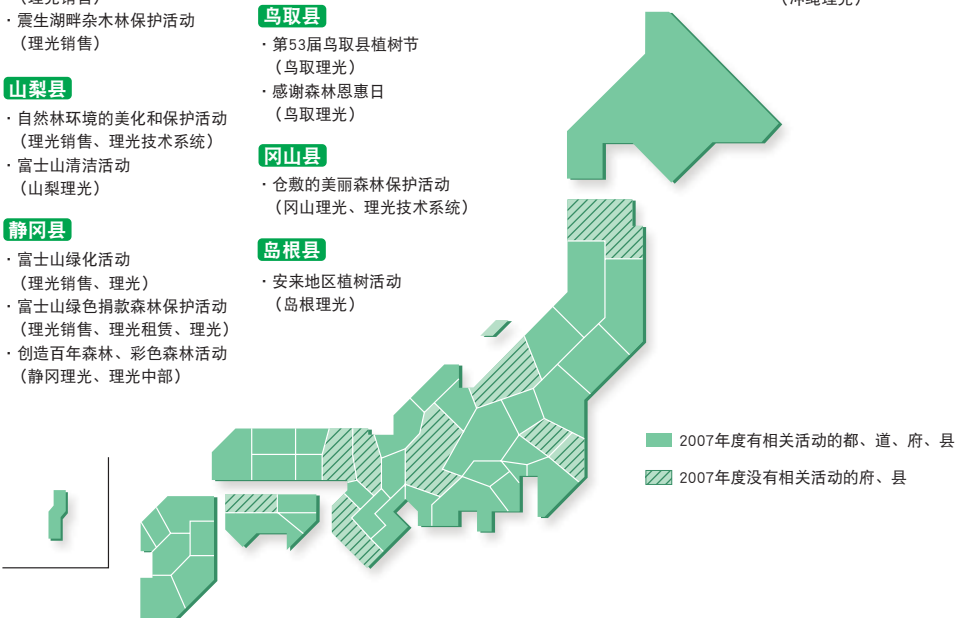 （理光销售）
・震生湖畔杂木林保护活动
（理光销售）
山梨县
・自然林环境的美化和保护活动
（理光销售、理光技术系统）
・富士山清洁活动
（山梨理光）
静冈县
・富士山绿化活动
（理光销售、理光）
・富士山绿色捐款森林保护活动
（理光销售、理光租赁、理光）
・创造百年森林、彩色森林活动
（静冈理光、理光中部）
鸟取县
・第53届鸟取县植树节
（鸟取理光）
・感谢森林恩惠日
（鸟取理光）
冈山县
・仓敷的美丽森林保护活动
（冈山理光、理光技术系统）
岛根县
・安来地区植树活动
（岛根理光）
（冲绳理光）
2007年度有相关活动的都、道、府、县
2007年度没有相关活动的府、县